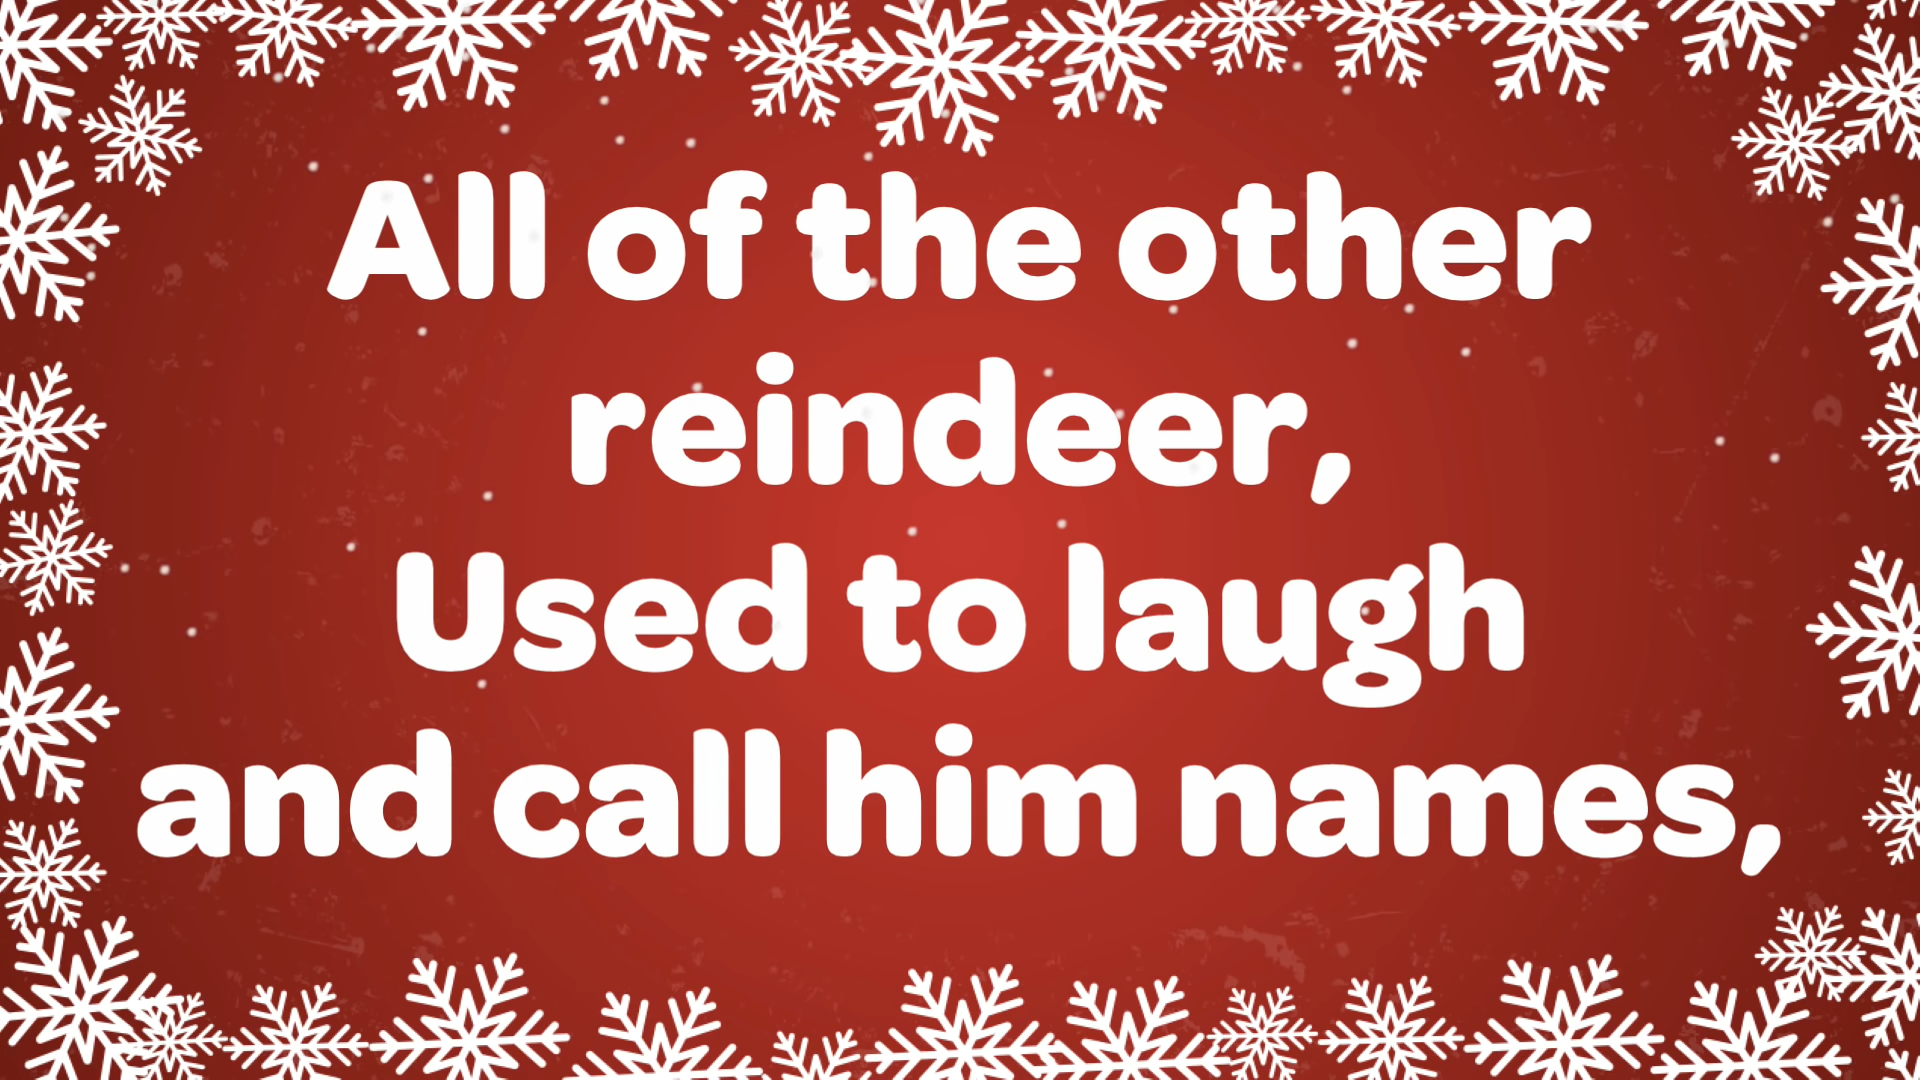 All of the other
reindeer,
Used to laugh
and call him names,